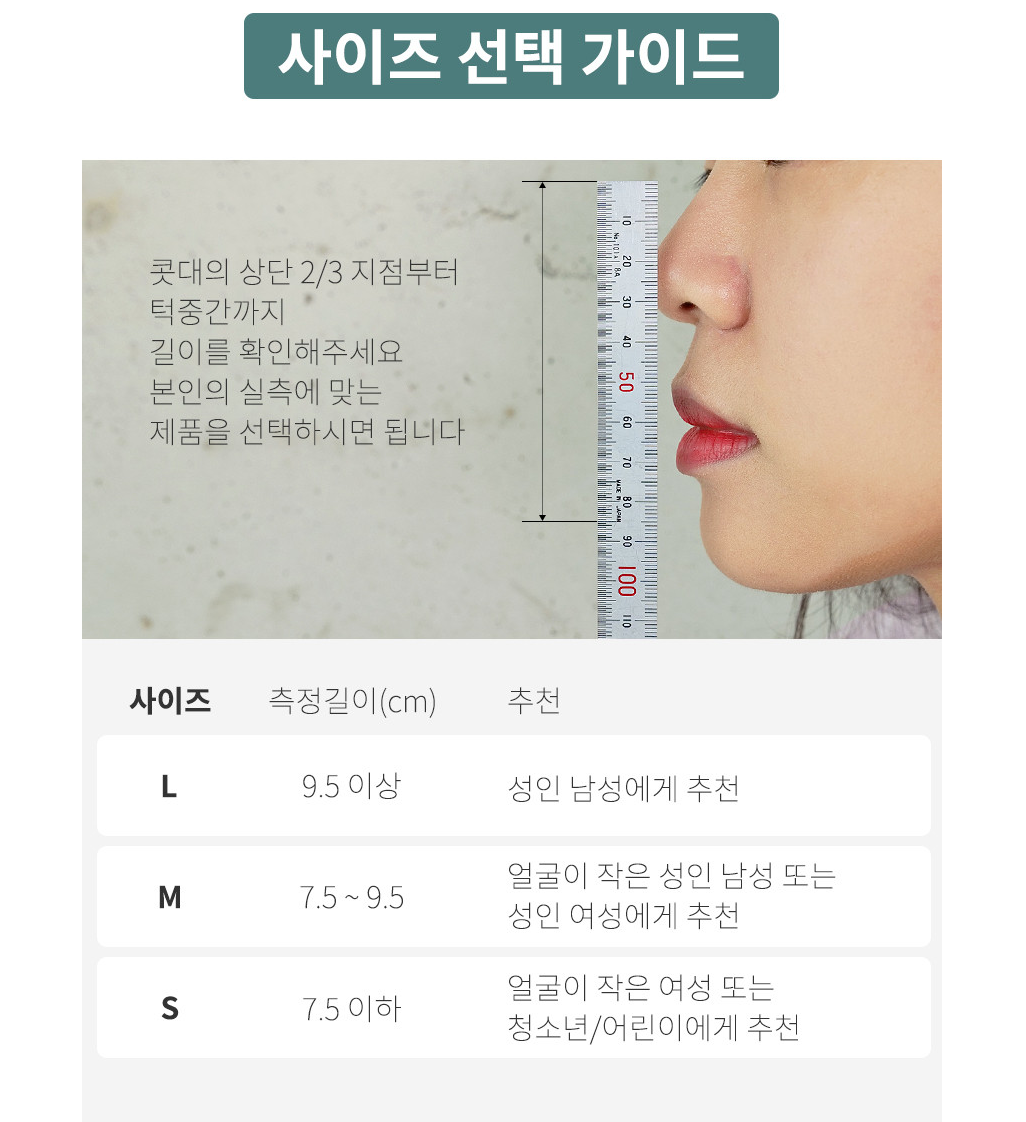 사이즈 선택 가이드
콧대의 상단 2/3 지점부터
턱중간까지
길이를 확인해주세요
본인의 실측에 맞는
제품을 선택하시면 됩니다
10
No.101A BA
20
30
40
50
60
70
MADE IN JAPAN
80
90
100
110
사이즈 측정길이(cm) 추천
L 9.5 이상 성인 남성에게 추천
M 7.5 ~ 9.5 얼굴이 작은 성인 남성 또는
성인 여성에게 추천
S 7.5 이하 얼굴이 작은 여성 또는
청소년/어린이에게 추천